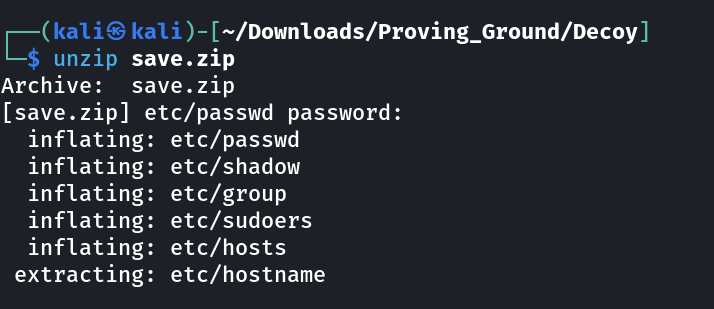 ┌──(kali㉿kali)-[~/Downloads/Proving_Ground/Decoy]
└─$ unzip save.zip
Archive:  save.zip
[save.zip] etc/passwd password:
  inflating: etc/passwd
  inflating: etc/shadow
  inflating: etc/group
  inflating: etc/sudoers
  inflating: etc/hosts
 extracting: etc/hostname